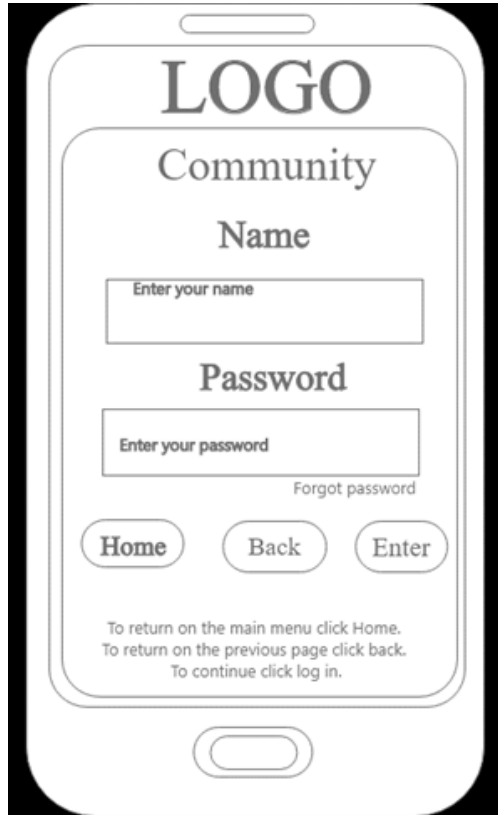 LOGO
Community
Name
Enter your name
Password
Enter your password
Forgot password
Home Back Enter
To return on the main menu click Home.
To return on the previous page click back.
To continue click log in.